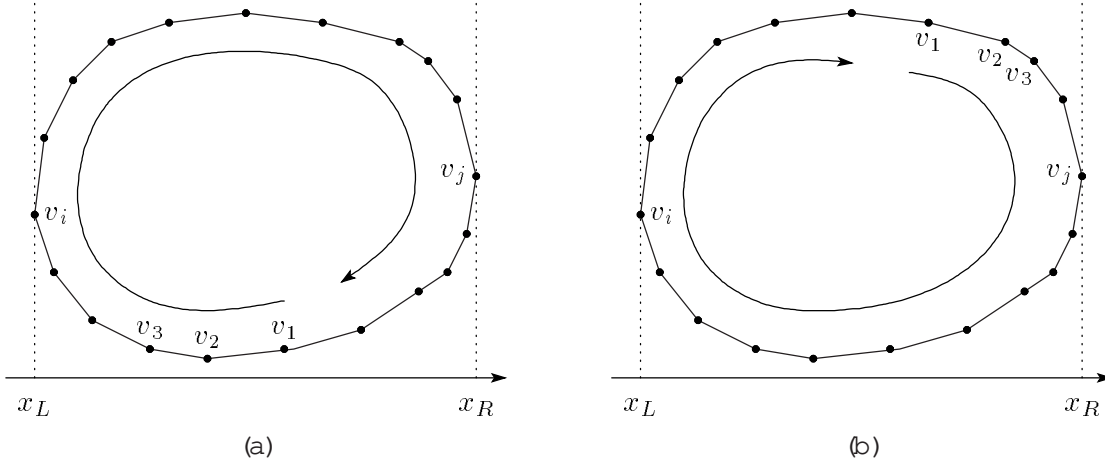 v_1
v_2
v_3
v_j v_j
v_i v_i
v_3 v_2 v_1
x_L x_R x_L x_R
(a) (b)